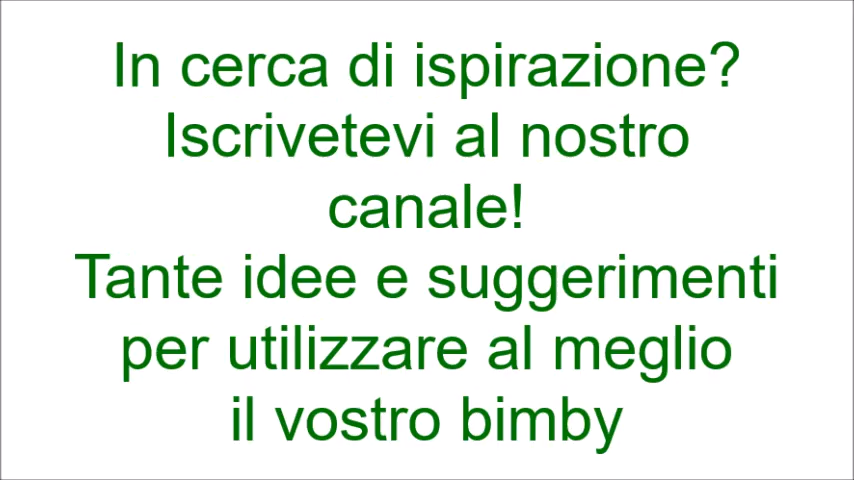 In cerca di ispirazione?
Iscrivetevi al nostro
canale!
Tante idee e suggerimenti
per utilizzare al meglio
il vostro bimby